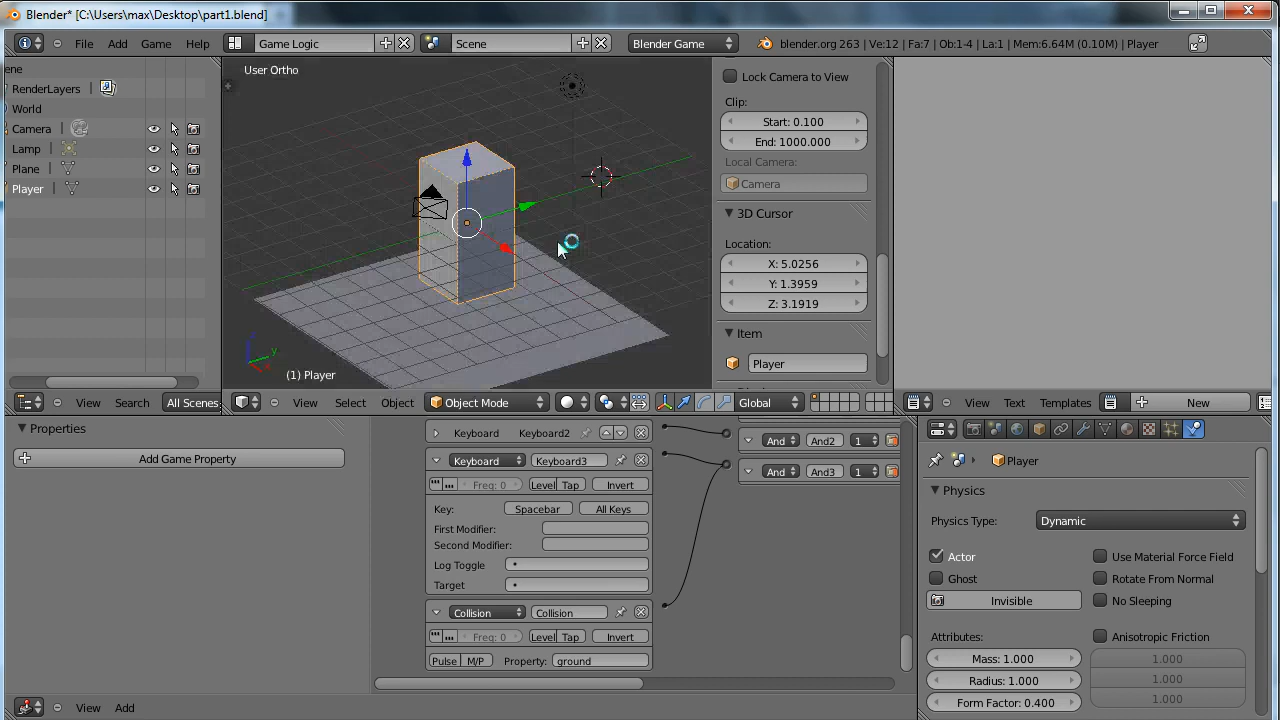 Blender* [C:\Users\max\Desktop\part1.blend]
File Add Game Help Game Logic Scene Blender Game blender.org 263 | Ve:12 | Fa:7 | Ob:1-4 | La:1 | Mem:6.64M (0.10M) | Player
ene
RenderLayers |
World
Camera |
Lamp |
Plane |
Player |
View Search All Scenes
User Ortho
z
y
x
(1) Player
View Select Object Object Mode Global
Lock Camera to View
Clip:
Start: 0.100
End: 1000.000
Local Camera:
Camera
3D Cursor
Location:
X: 5.0256
Y: 1.3959
Z: 3.1919
Item
Player
View Text Templates New
Properties
Add Game Property
Keyboard Keyboard2
Keyboard Keyboard3
Freq: 0 Level Tap Invert
Key: Spacebar All Keys
First Modifier:
Second Modifier:
Log Toggle
Target
Collision Collision
Freq: 0 Level Tap Invert
Pulse M/P Property: ground
And And2 1
And And3 1
View Add
Player
Physics
Physics Type: Dynamic
Actor Use Material Force Field
Ghost Rotate From Normal
Invisible No Sleeping
Attributes: Anisotropic Friction
Mass: 1.000 1.000
Radius: 1.000 1.000
Form Factor: 0.400 1.000